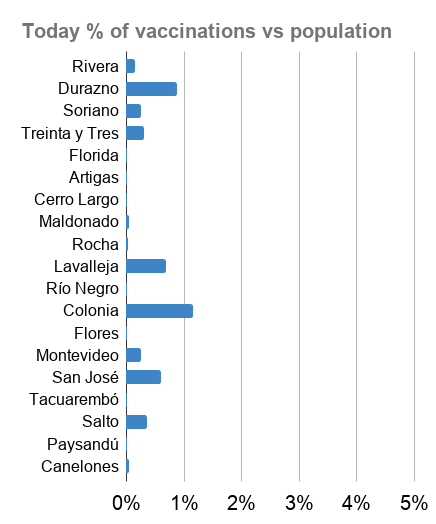 Today % of vaccinations vs population
Rivera
Durazno
Soriano
Treinta y Tres
Florida
Artigas
Cerro Largo
Maldonado
Rocha
Lavalleja
Río Negro
Colonia
Flores
Montevideo
San José
Tacuarembó
Salto
Paysandú
Canelones
0% 1% 2% 3% 4% 5%